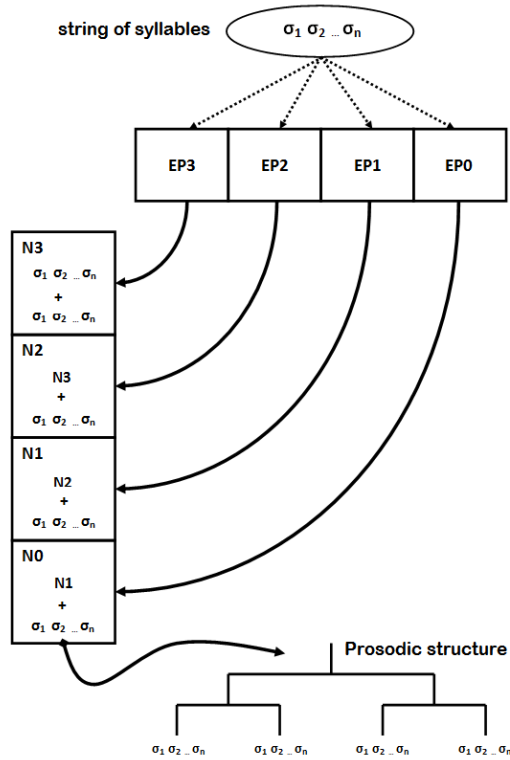 string of syllables
σ₁ σ₂ ... σₙ
EP3 EP2 EP1 EP0
N3
σ₁ σ₂ ... σₙ
+
σ₁ σ₂ ... σₙ
N2
N3
+
σ₁ σ₂ ... σₙ
N1
N2
+
σ₁ σ₂ ... σₙ
N0
N1
+
σ₁ σ₂ ... σₙ
Prosodic structure
σ₁ σ₂ ... σₙ σ₁ σ₂ ... σₙ σ₁ σ₂ ... σₙ σ₁ σ₂ ... σₙ